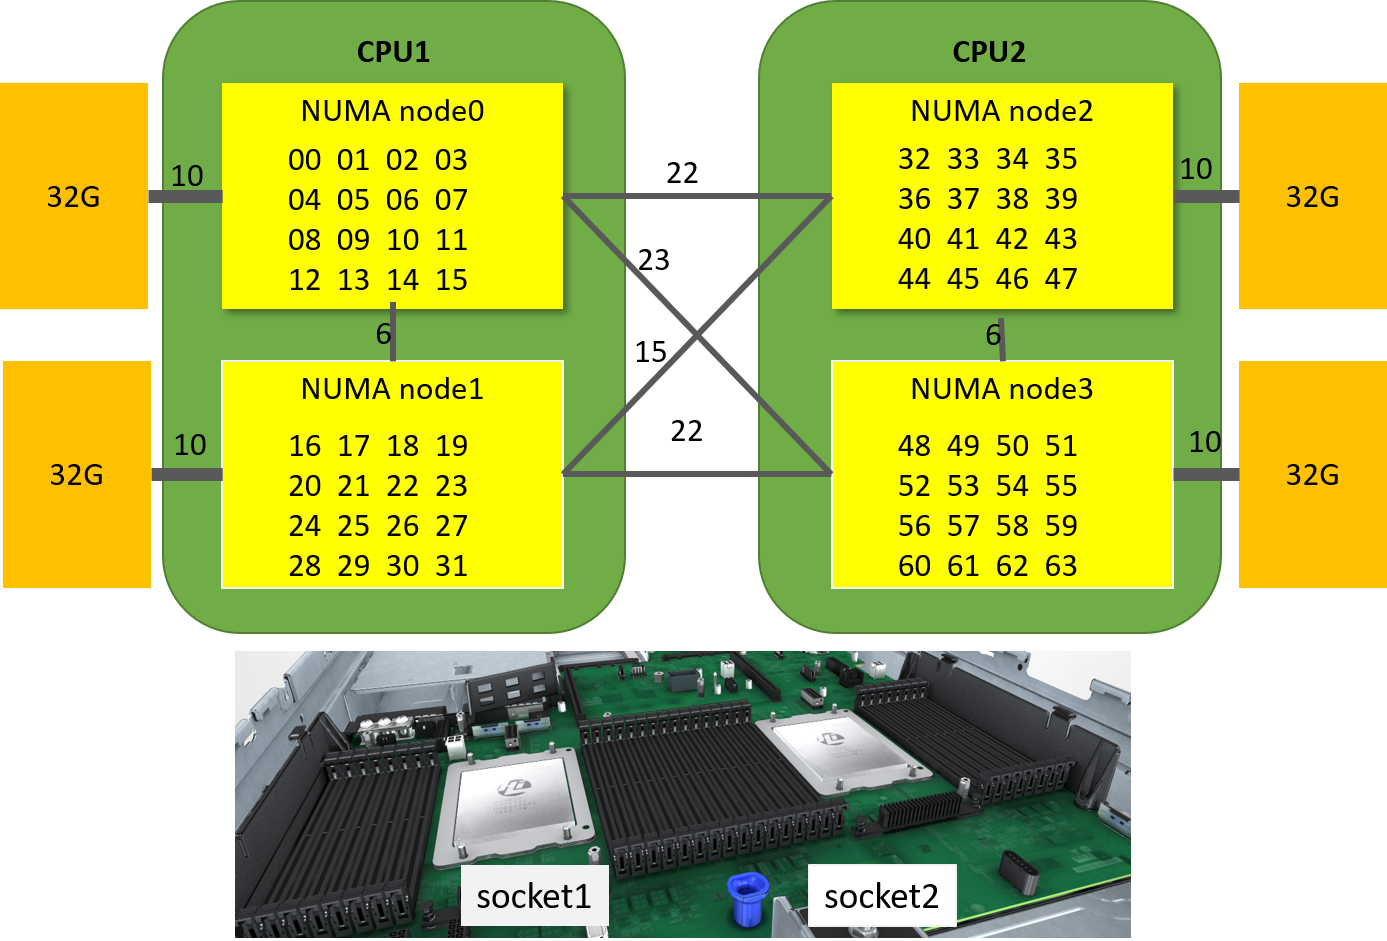 CPU1
CPU2
NUMA node0
00 01 02 03
04 05 06 07
08 09 10 11
12 13 14 15
NUMA node2
32 33 34 35
36 37 38 39
40 41 42 43
44 45 46 47
32G
10
22
10
32G
23
6
15
6
NUMA node1
16 17 18 19
20 21 22 23
24 25 26 27
28 29 30 31
NUMA node3
48 49 50 51
52 53 54 55
56 57 58 59
60 61 62 63
32G
10
22
10
32G
socket1
socket2